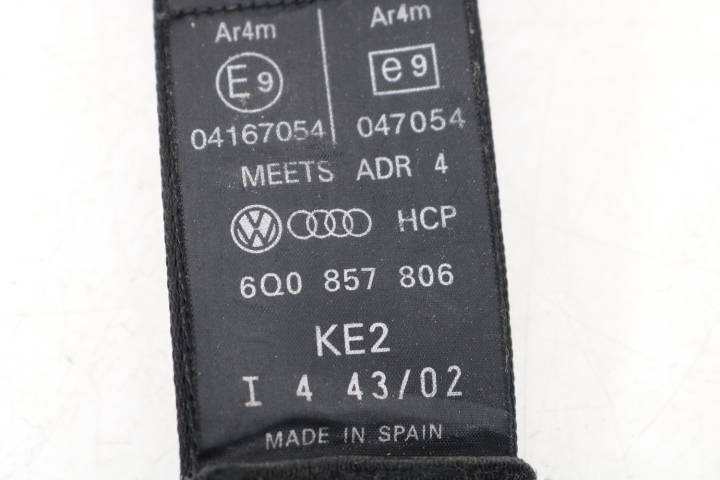 Ar4m Ar4m
E9 e9
04167054 047054
MEETS ADR 4
VW HCP
6Q0 857 806
KE2
I 4 43/02
MADE IN SPAIN